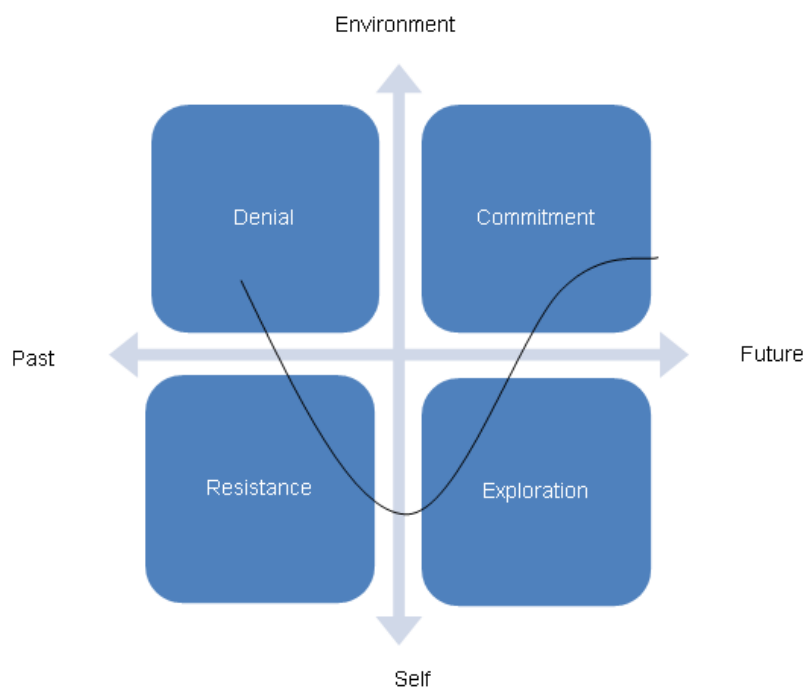 Environment
Denial
Commitment
Past
Future
Resistance
Exploration
Self